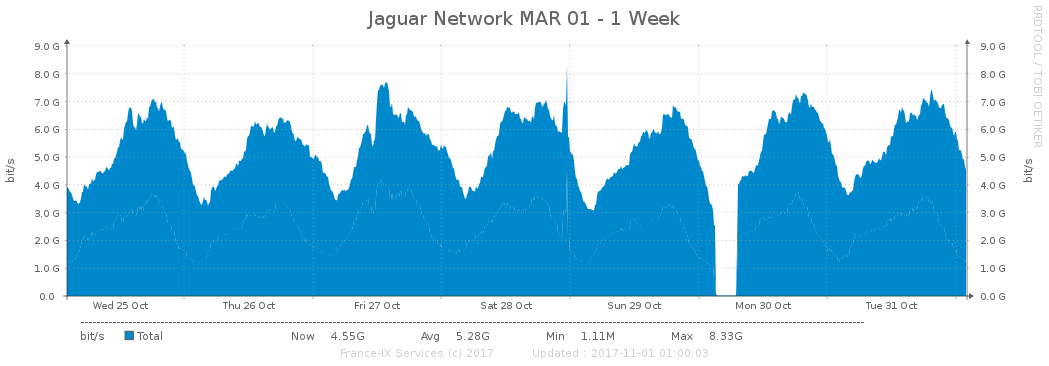 Jaguar Network MAR 01 - 1 Week
RRDTOOL / TOBI OETIKER
bit/s
9.0 G
8.0 G
7.0 G
6.0 G
5.0 G
4.0 G
3.0 G
2.0 G
1.0 G
0.0
9.0 G
8.0 G
7.0 G
6.0 G
5.0 G
4.0 G
3.0 G
2.0 G
1.0 G
0.0 G
bit/s
Wed 25 Oct Thu 26 Oct Fri 27 Oct Sat 28 Oct Sun 29 Oct Mon 30 Oct Tue 31 Oct
bit/s Total Now 4.55G Avg 5.28G Min 1.11M Max 8.33G
France-IX Services (c) 2017 Updated : 2017-11-01 01:00:03